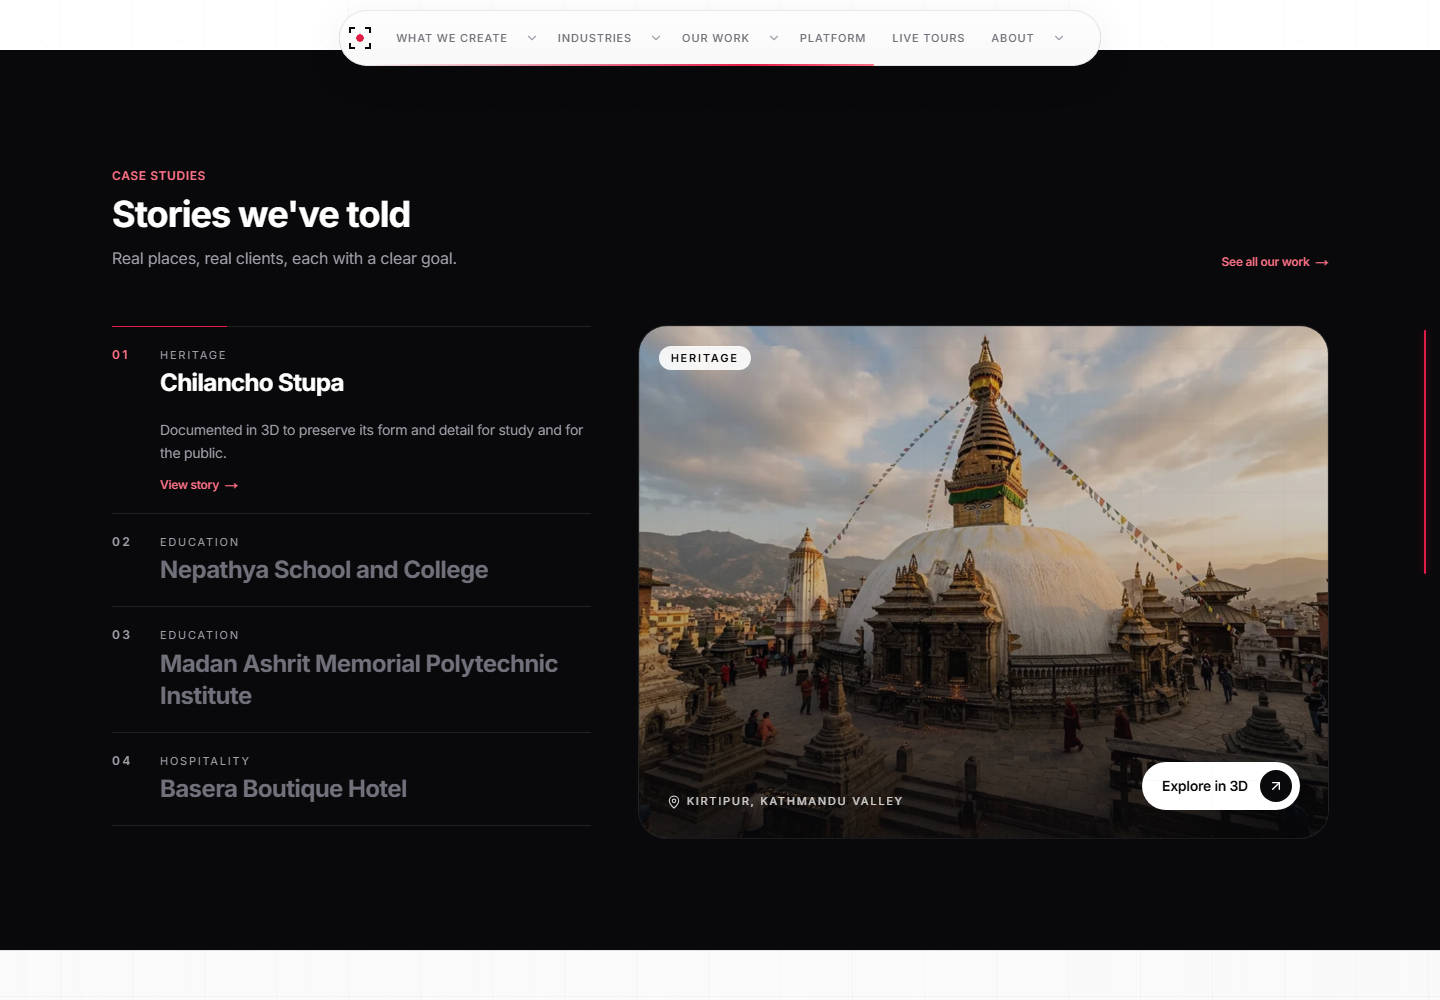 WHAT WE CREATE
INDUSTRIES
OUR WORK
PLATFORM
LIVE TOURS
ABOUT
CASE STUDIES
Stories we've told
Real places, real clients, each with a clear goal.
See all our work →
01
HERITAGE
Chilancho Stupa
Documented in 3D to preserve its form and detail for study and for
the public.
View story →
02
EDUCATION
Nepathya School and College
03
EDUCATION
Madan Ashrit Memorial Polytechnic
Institute
04
HOSPITALITY
Basera Boutique Hotel
HERITAGE
KIRTIPUR, KATHMANDU VALLEY
Explore in 3D